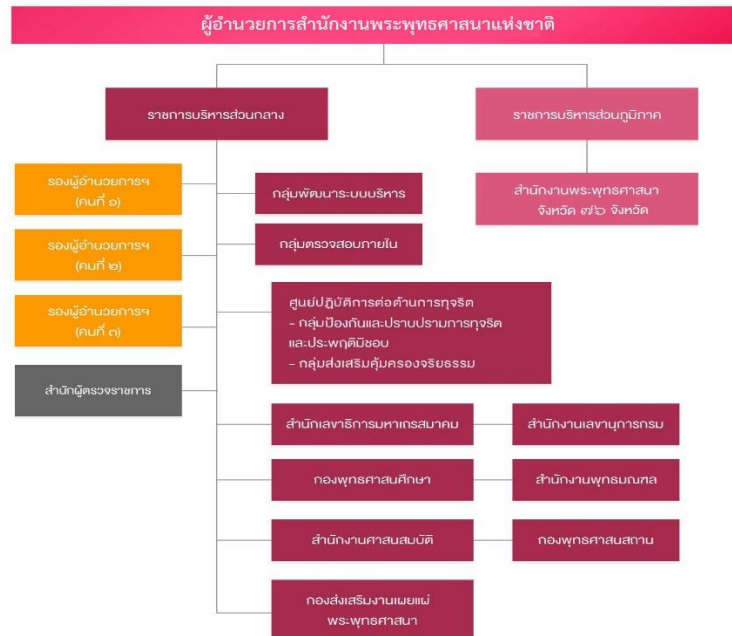 ผู้อำนวยการสำนักงานพระพุทธศาสนาแห่งชาติ
ราชการบริหารส่วนกลาง
ราชการบริหารส่วนภูมิภาค
รองผู้อำนวยการฯ
(คนที่ ๑)
กลุ่มพัฒนาระบบบริหาร
สำนักงานพระพุทธศาสนา
จังหวัด ๗๖ จังหวัด
รองผู้อำนวยการฯ
(คนที่ ๒)
กลุ่มตรวจสอบภายใน
รองผู้อำนวยการฯ
(คนที่ ๓)
ศูนย์ปฏิบัติการต่อต้านการทุจริต
- กลุ่มป้องกันและปราบปรามการทุจริต
และประพฤติมิชอบ
- กลุ่มส่งเสริมคุ้มครองจริยธรรม
สำนักผู้ตรวจราชการ
สำนักเลขาธิการมหาเถรสมาคม
สำนักงานเลขานุการกรม
กองพุทธศาสนศึกษา
สำนักงานพุทธมณฑล
สำนักงานศาสนสมบัติ
กองพุทธศาสนสถาน
กองส่งเสริมงานเผยแผ่
พระพุทธศาสนา